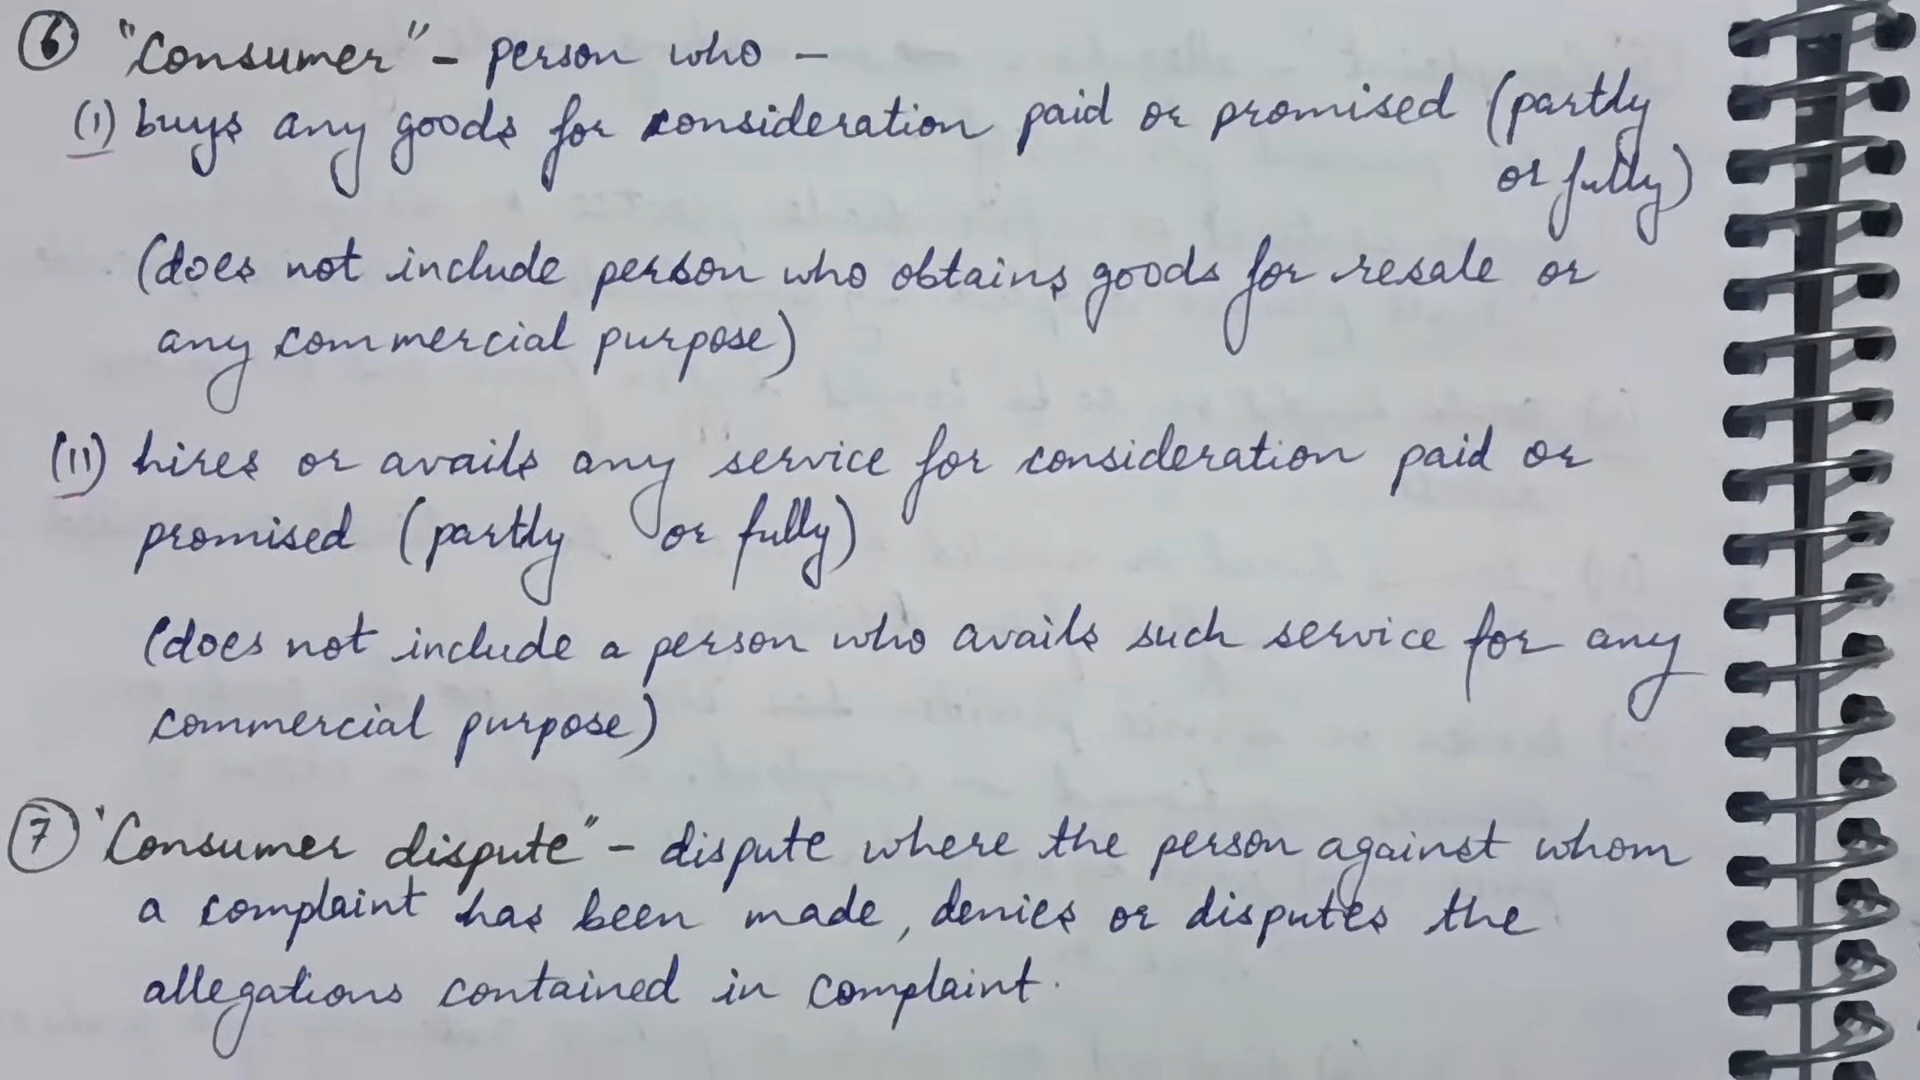 ⑥ "Consumer" - person who -
(i) buys any goods for consideration paid or promised (partly
or fully)
(does not include person who obtains goods for resale or
any commercial purpose)
(ii) hires or avails any service for consideration paid or
promised (partly or fully)
(does not include a person who avails such service for any
commercial purpose)
⑦ "Consumer dispute" - dispute where the person against whom
a complaint has been made, denies or disputes the
allegations contained in complaint.